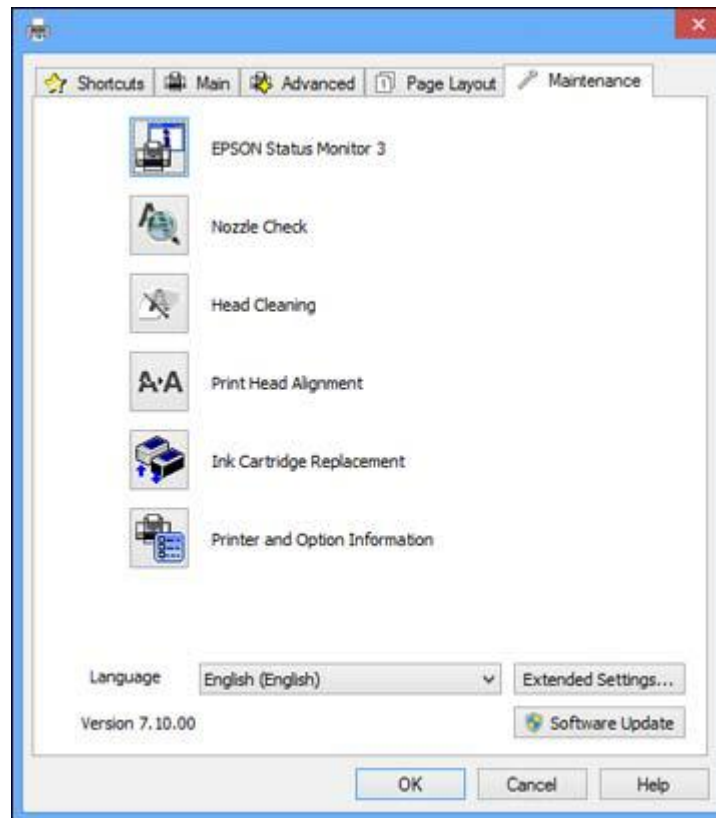 Shortcuts Main Advanced 1 Page Layout Maintenance
EPSON Status Monitor 3
Nozzle Check
Head Cleaning
A·A Print Head Alignment
Ink Cartridge Replacement
Printer and Option Information
Language English (English) Extended Settings...
Version 7.10.00 Software Update
OK Cancel Help